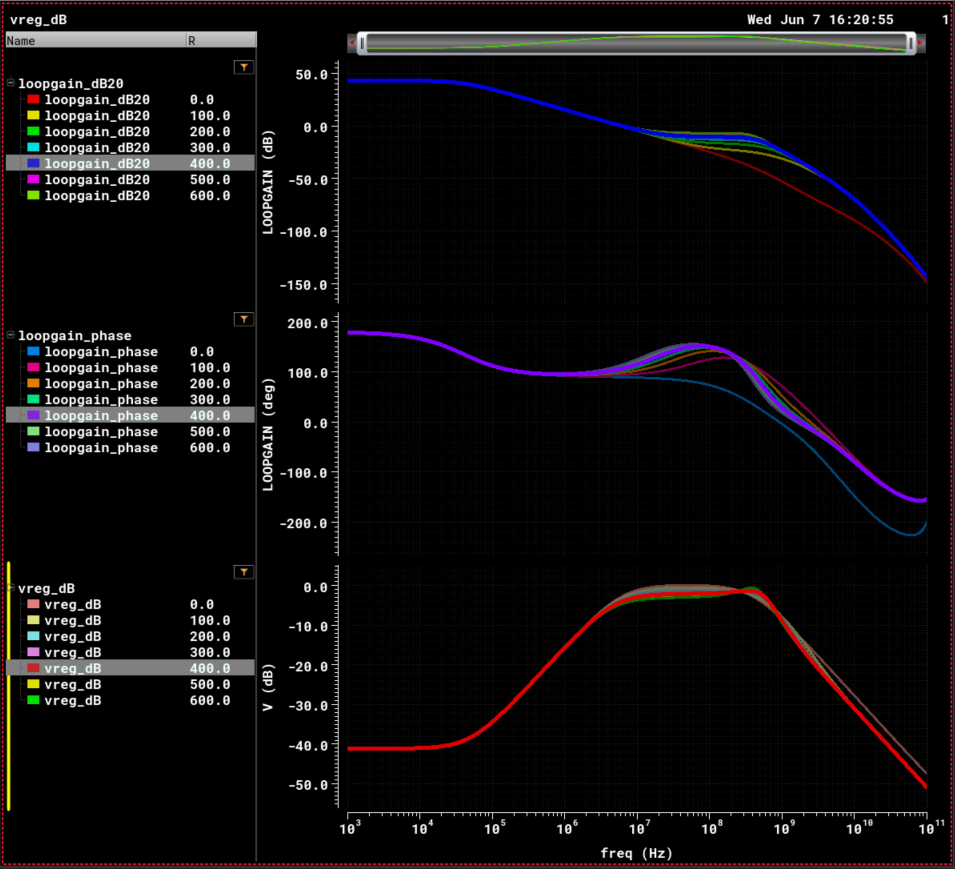 vreg_dB
Wed Jun 7 16:20:55 1
Name R
loopgain_dB20
loopgain_dB20 0.0
loopgain_dB20 100.0
loopgain_dB20 200.0
loopgain_dB20 300.0
loopgain_dB20 400.0
loopgain_dB20 500.0
loopgain_dB20 600.0
loopgain_phase
loopgain_phase 0.0
loopgain_phase 100.0
loopgain_phase 200.0
loopgain_phase 300.0
loopgain_phase 400.0
loopgain_phase 500.0
loopgain_phase 600.0
vreg_dB
vreg_dB 0.0
vreg_dB 100.0
vreg_dB 200.0
vreg_dB 300.0
vreg_dB 400.0
vreg_dB 500.0
vreg_dB 600.0
LOOPGAIN (dB)
50.0
0.0
-50.0
-100.0
-150.0
LOOPGAIN (deg)
200.0
100.0
0.0
-100.0
-200.0
V (dB)
0.0
-10.0
-20.0
-30.0
-40.0
-50.0
10³ 10⁴ 10⁵ 10⁶ 10⁷ 10⁸ 10⁹ 10¹⁰ 10¹¹
freq (Hz)